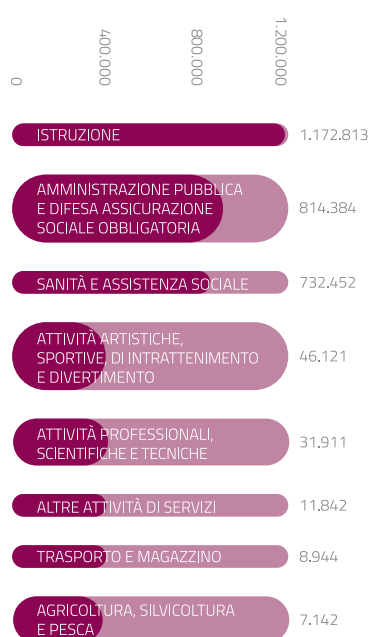 0
400.000
800.000
1.200.000
ISTRUZIONE 1.172.813
AMMINISTRAZIONE PUBBLICA
E DIFESA ASSICURAZIONE 814.384
SOCIALE OBBLIGATORIA
SANITÀ E ASSISTENZA SOCIALE 732.452
ATTIVITÀ ARTISTICHE,
SPORTIVE, DI INTRATTENIMENTO 46.121
E DIVERTIMENTO
ATTIVITÀ PROFESSIONALI,
SCIENTIFICHE E TECNICHE
31.911
ALTRE ATTIVITÀ DI SERVIZI 11.842
TRASPORTO E MAGAZZINO 8.944
AGRICOLTURA, SILVICOLTURA
E PESCA
7.142